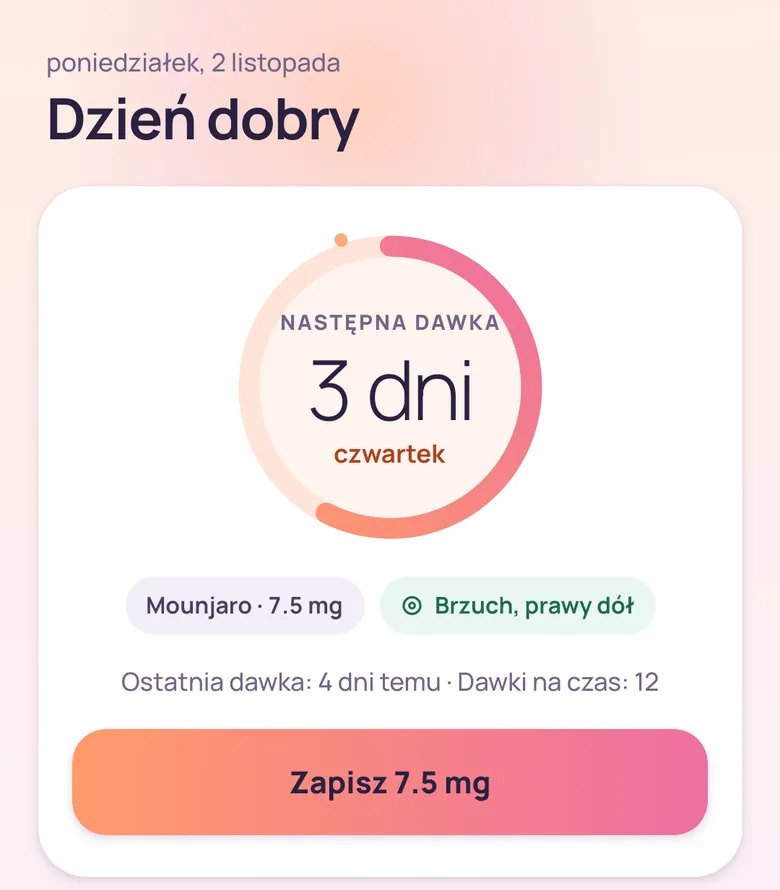 poniedziałek, 2 listopada
Dzień dobry
NASTĘPNA DAWKA
3 dni
czwartek
Mounjaro · 7.5 mg
Brzuch, prawy dół
Ostatnia dawka: 4 dni temu · Dawki na czas: 12
Zapisz 7.5 mg